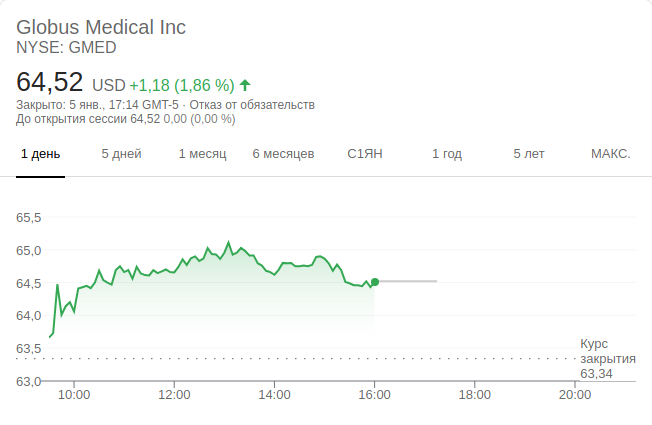 Globus Medical Inc
NYSE: GMED
64,52 USD +1,18 (1,86 %)
Закрыто: 5 янв., 17:14 GMT-5 · Отказ от обязательств
До открытия сессии 64,52 0,00 (0,00 %)
1 день 5 дней 1 месяц 6 месяцев С1ЯН 1 год 5 лет МАКС.
65,5
65,0
64,5
64,0
63,5
63,0
Курс
закрытия
63,34
10:00 12:00 14:00 16:00 18:00 20:00